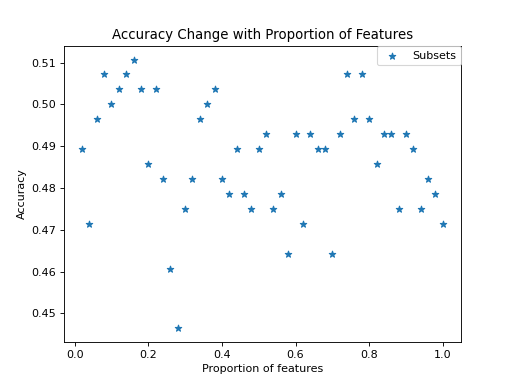 Accuracy Change with Proportion of Features
Subsets
0.51
0.50
0.49
0.48
0.47
0.46
0.45
Accuracy
0.0 0.2 0.4 0.6 0.8 1.0
Proportion of features